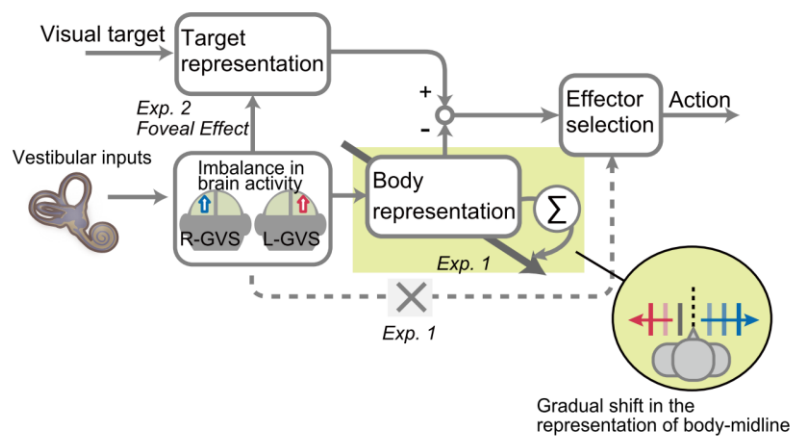 Visual target
Target
representation
Exp. 2
Foveal Effect
+
-
Effector
selection
Action
Vestibular inputs
Imbalance in
brain activity
R-GVS
L-GVS
Body
representation
Σ
Exp. 1
Exp. 1
Gradual shift in the
representation of body-midline